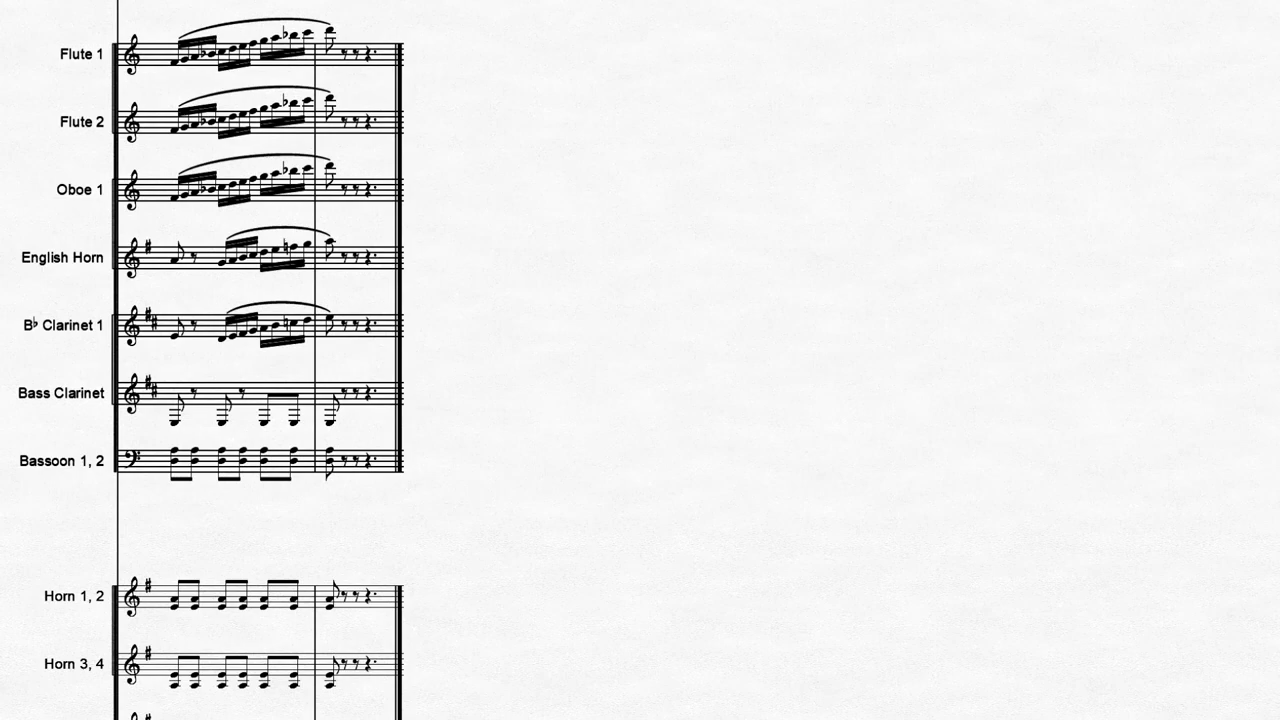 Flute 1
Flute 2
Oboe 1
English Horn
B♭ Clarinet 1
Bass Clarinet
Bassoon 1, 2
Horn 1, 2
Horn 3, 4